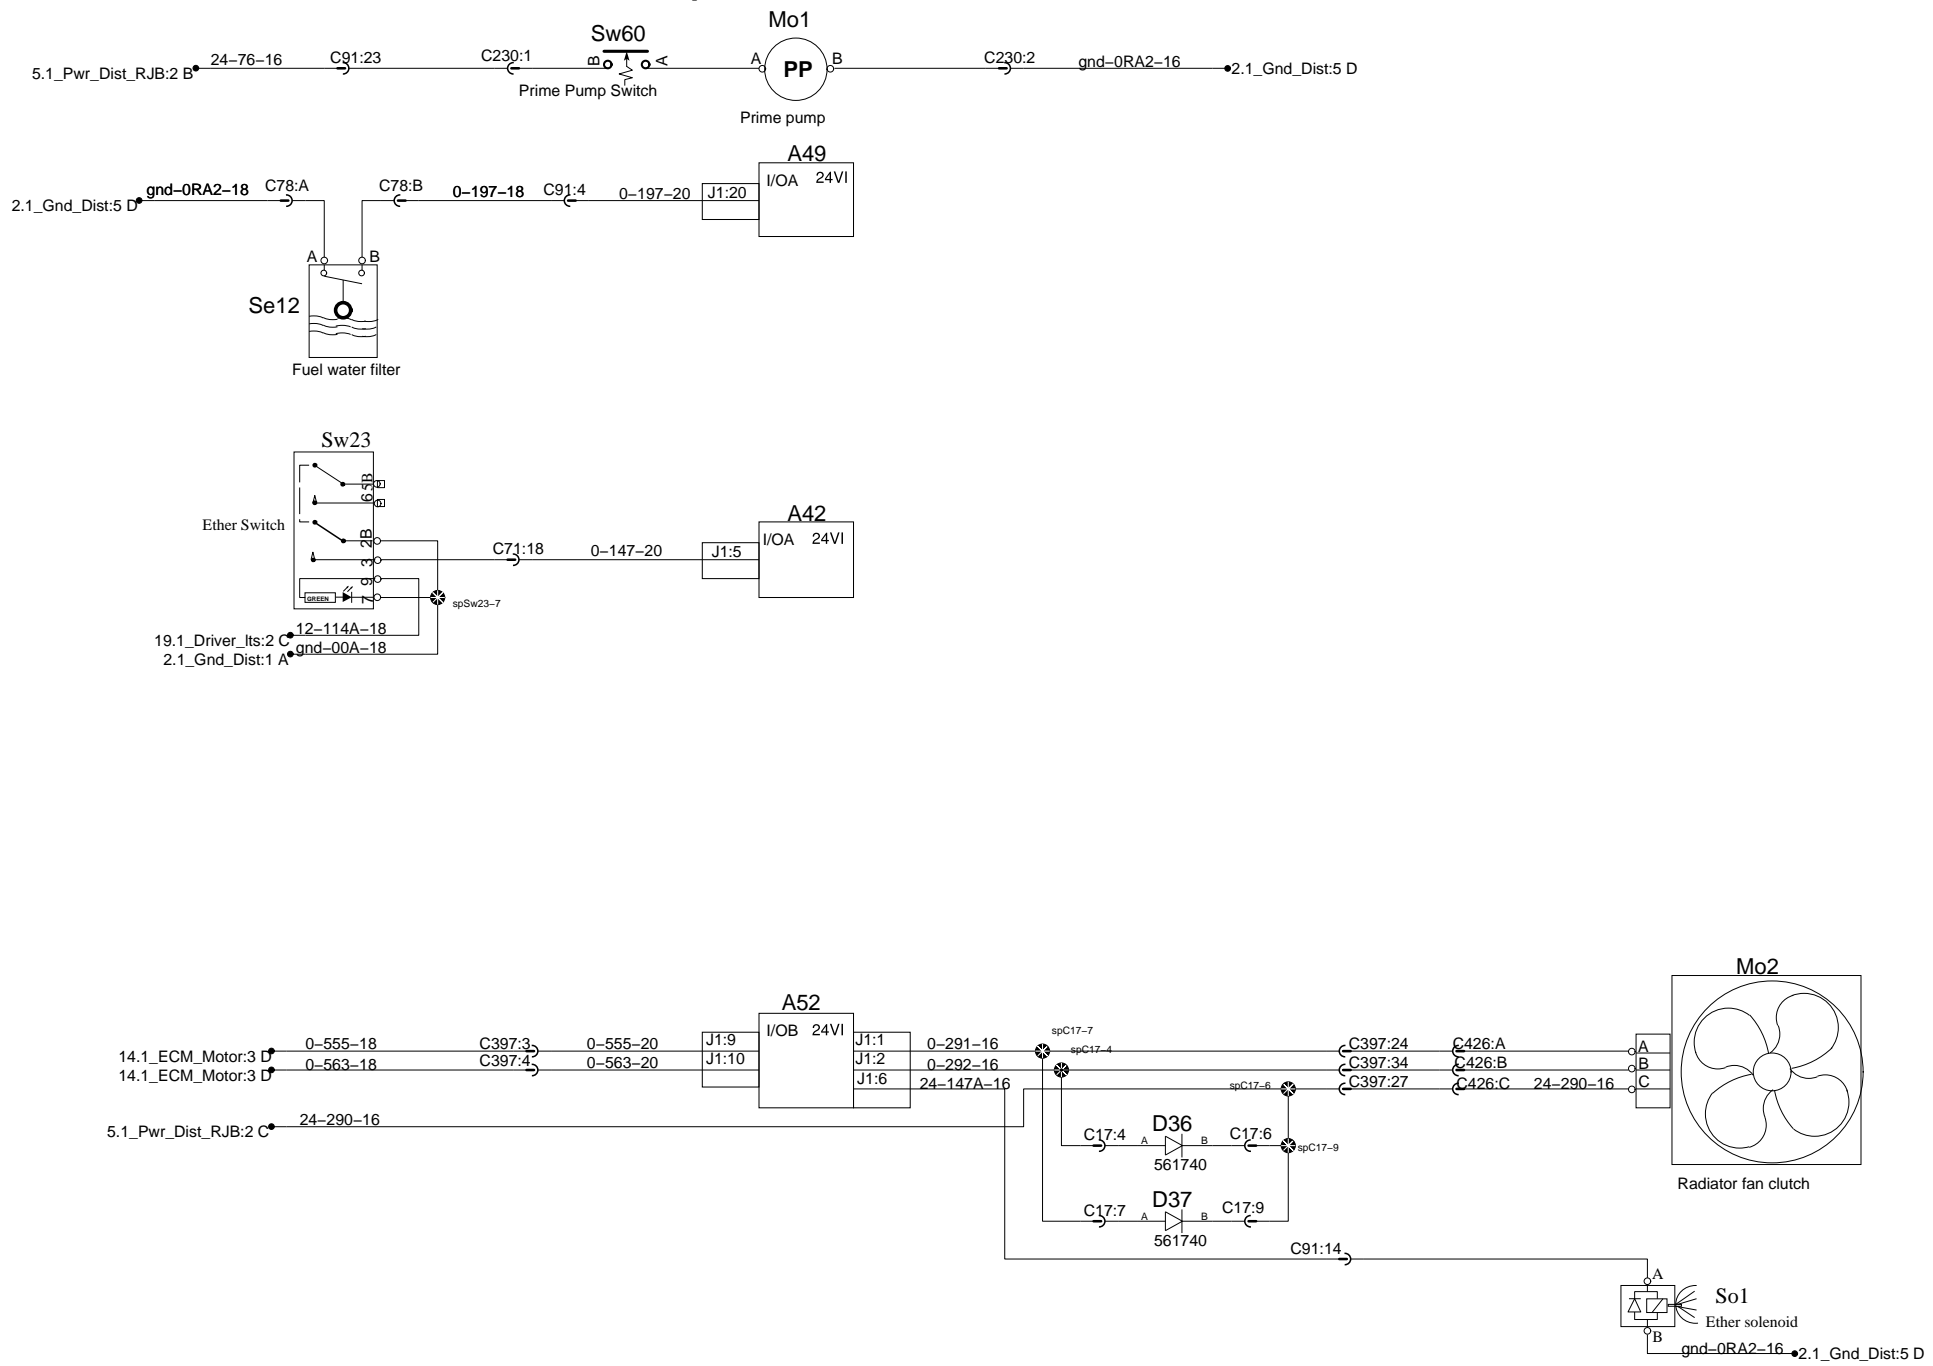 Mo1
Sw60
24–76–16 C91:23 C230:1 B A A PP B C230:2 gnd–0RA2–16
5.1_Pwr_Dist_RJB:2 B 2.1_Gnd_Dist:5 D
Prime Pump Switch
Prime pump
A49
I/OA 24VI
gnd–0RA2–18 C78:A C78:B 0–197–18 C91:4 0–197–20 J1:20
2.1_Gnd_Dist:5 D
A B
Se12
Fuel water filter
Sw23
5B
6
Ether Switch
A42
I/OA 24VI
2B
C71:18 0–147–20 J1:5
3
9
GREEN 7 spSw23–7
12–114A–18
19.1_Driver_lts:2 C
gnd–00A–18
2.1_Gnd_Dist:1 A
Mo2
A52
I/OB 24VI
spC17–7
0–555–18 C397:3 0–555–20 J1:9 J1:1 0–291–16 spC17–4 C397:24 C426:A A
14.1_ECM_Motor:3 D
0–563–18 C397:4 0–563–20 J1:10 J1:2 0–292–16 C397:34 C426:B B
14.1_ECM_Motor:3 D
J1:6 24–147A–16 spC17–6 C397:27 C426:C 24–290–16 C
24–290–16
5.1_Pwr_Dist_RJB:2 C
D36
C17:4 A B C17:6
spC17–9
561740
Radiator fan clutch
D37
C17:7 A B C17:9
561740
C91:14
A
So1
Ether solenoid
B
gnd–0RA2–16
2.1_Gnd_Dist:5 D